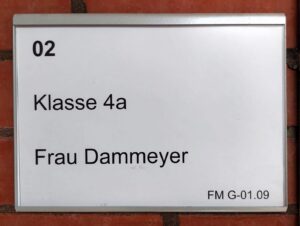 02
Klasse 4a
Frau Dammeyer
FM G-01.09